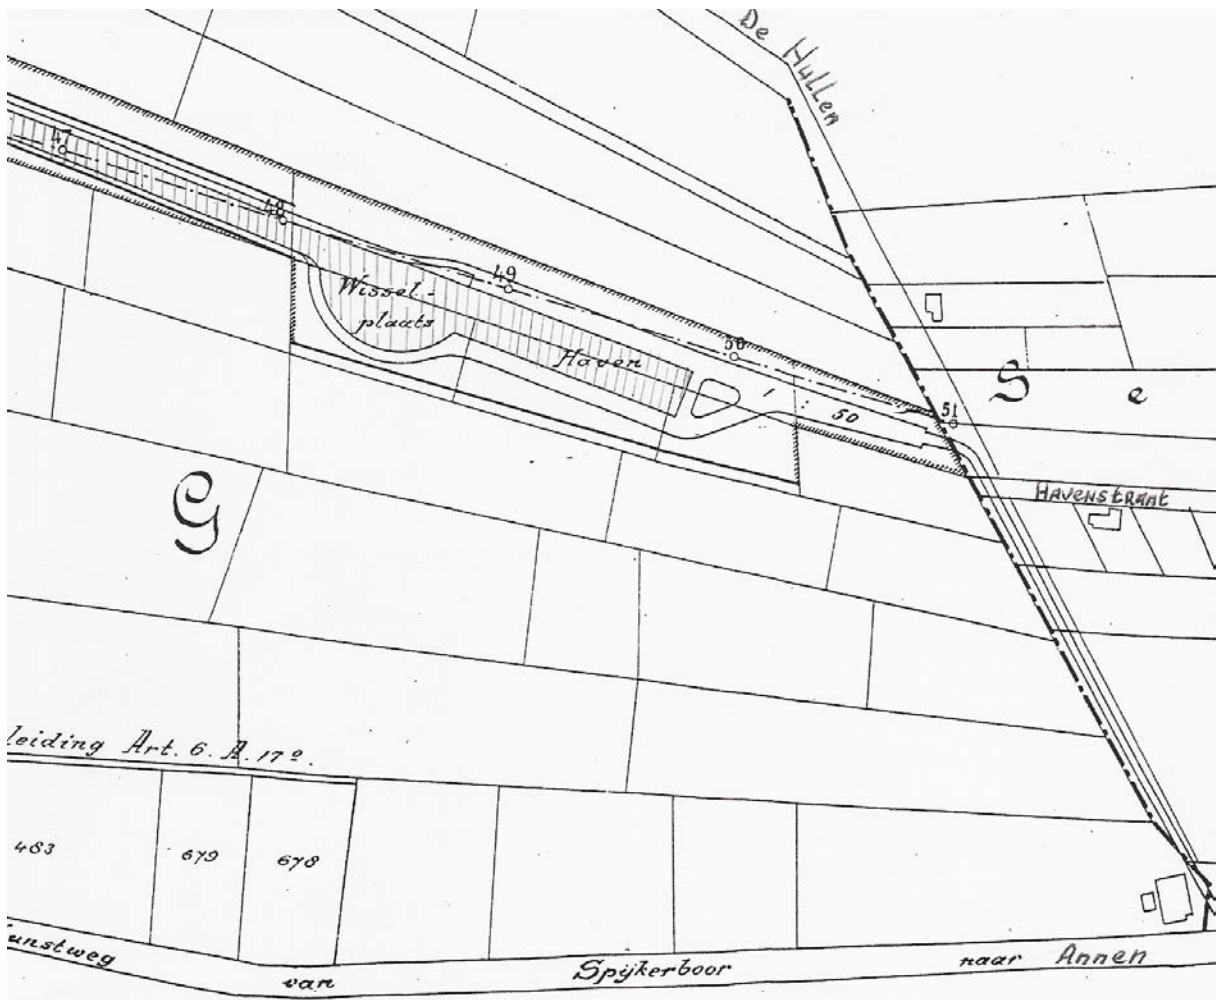 De Hullen
47
48
49
Wissel-
plaats
Haven
50
51
S e
' : 50
HAVENSTRAAT
G
leiding Art. 6. A. 17º.
483
679
678
unstweg van Spijkerboor naar Annen